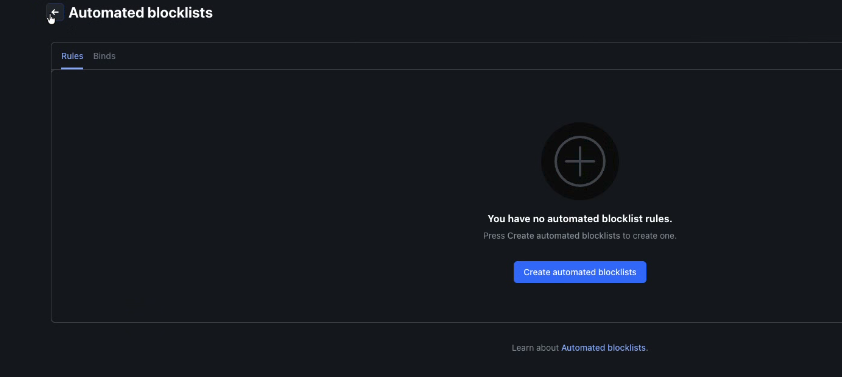 Automated blocklists
Rules Binds
You have no automated blocklist rules.
Press Create automated blocklists to create one.
Create automated blocklists
Learn about Automated blocklists.